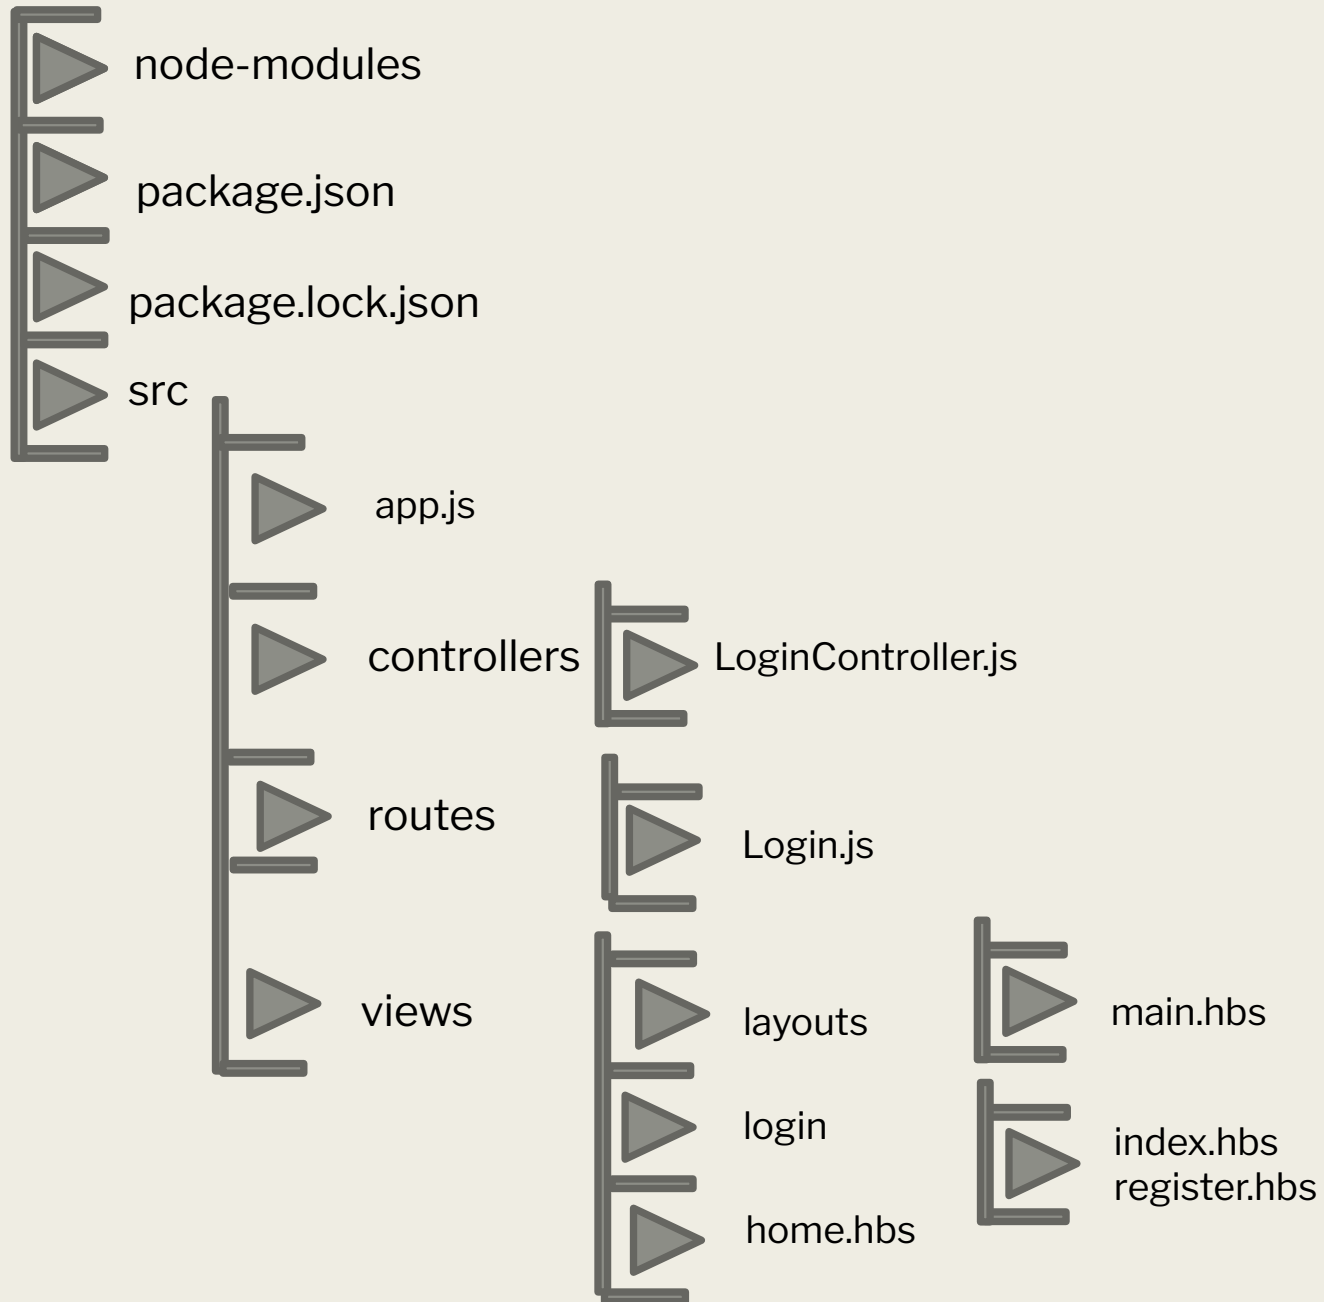 node-modules
package.json
package.lock.json
src
app.js
controllers
LoginController.js
routes
Login.js
views
layouts
main.hbs
login
index.hbs
register.hbs
home.hbs